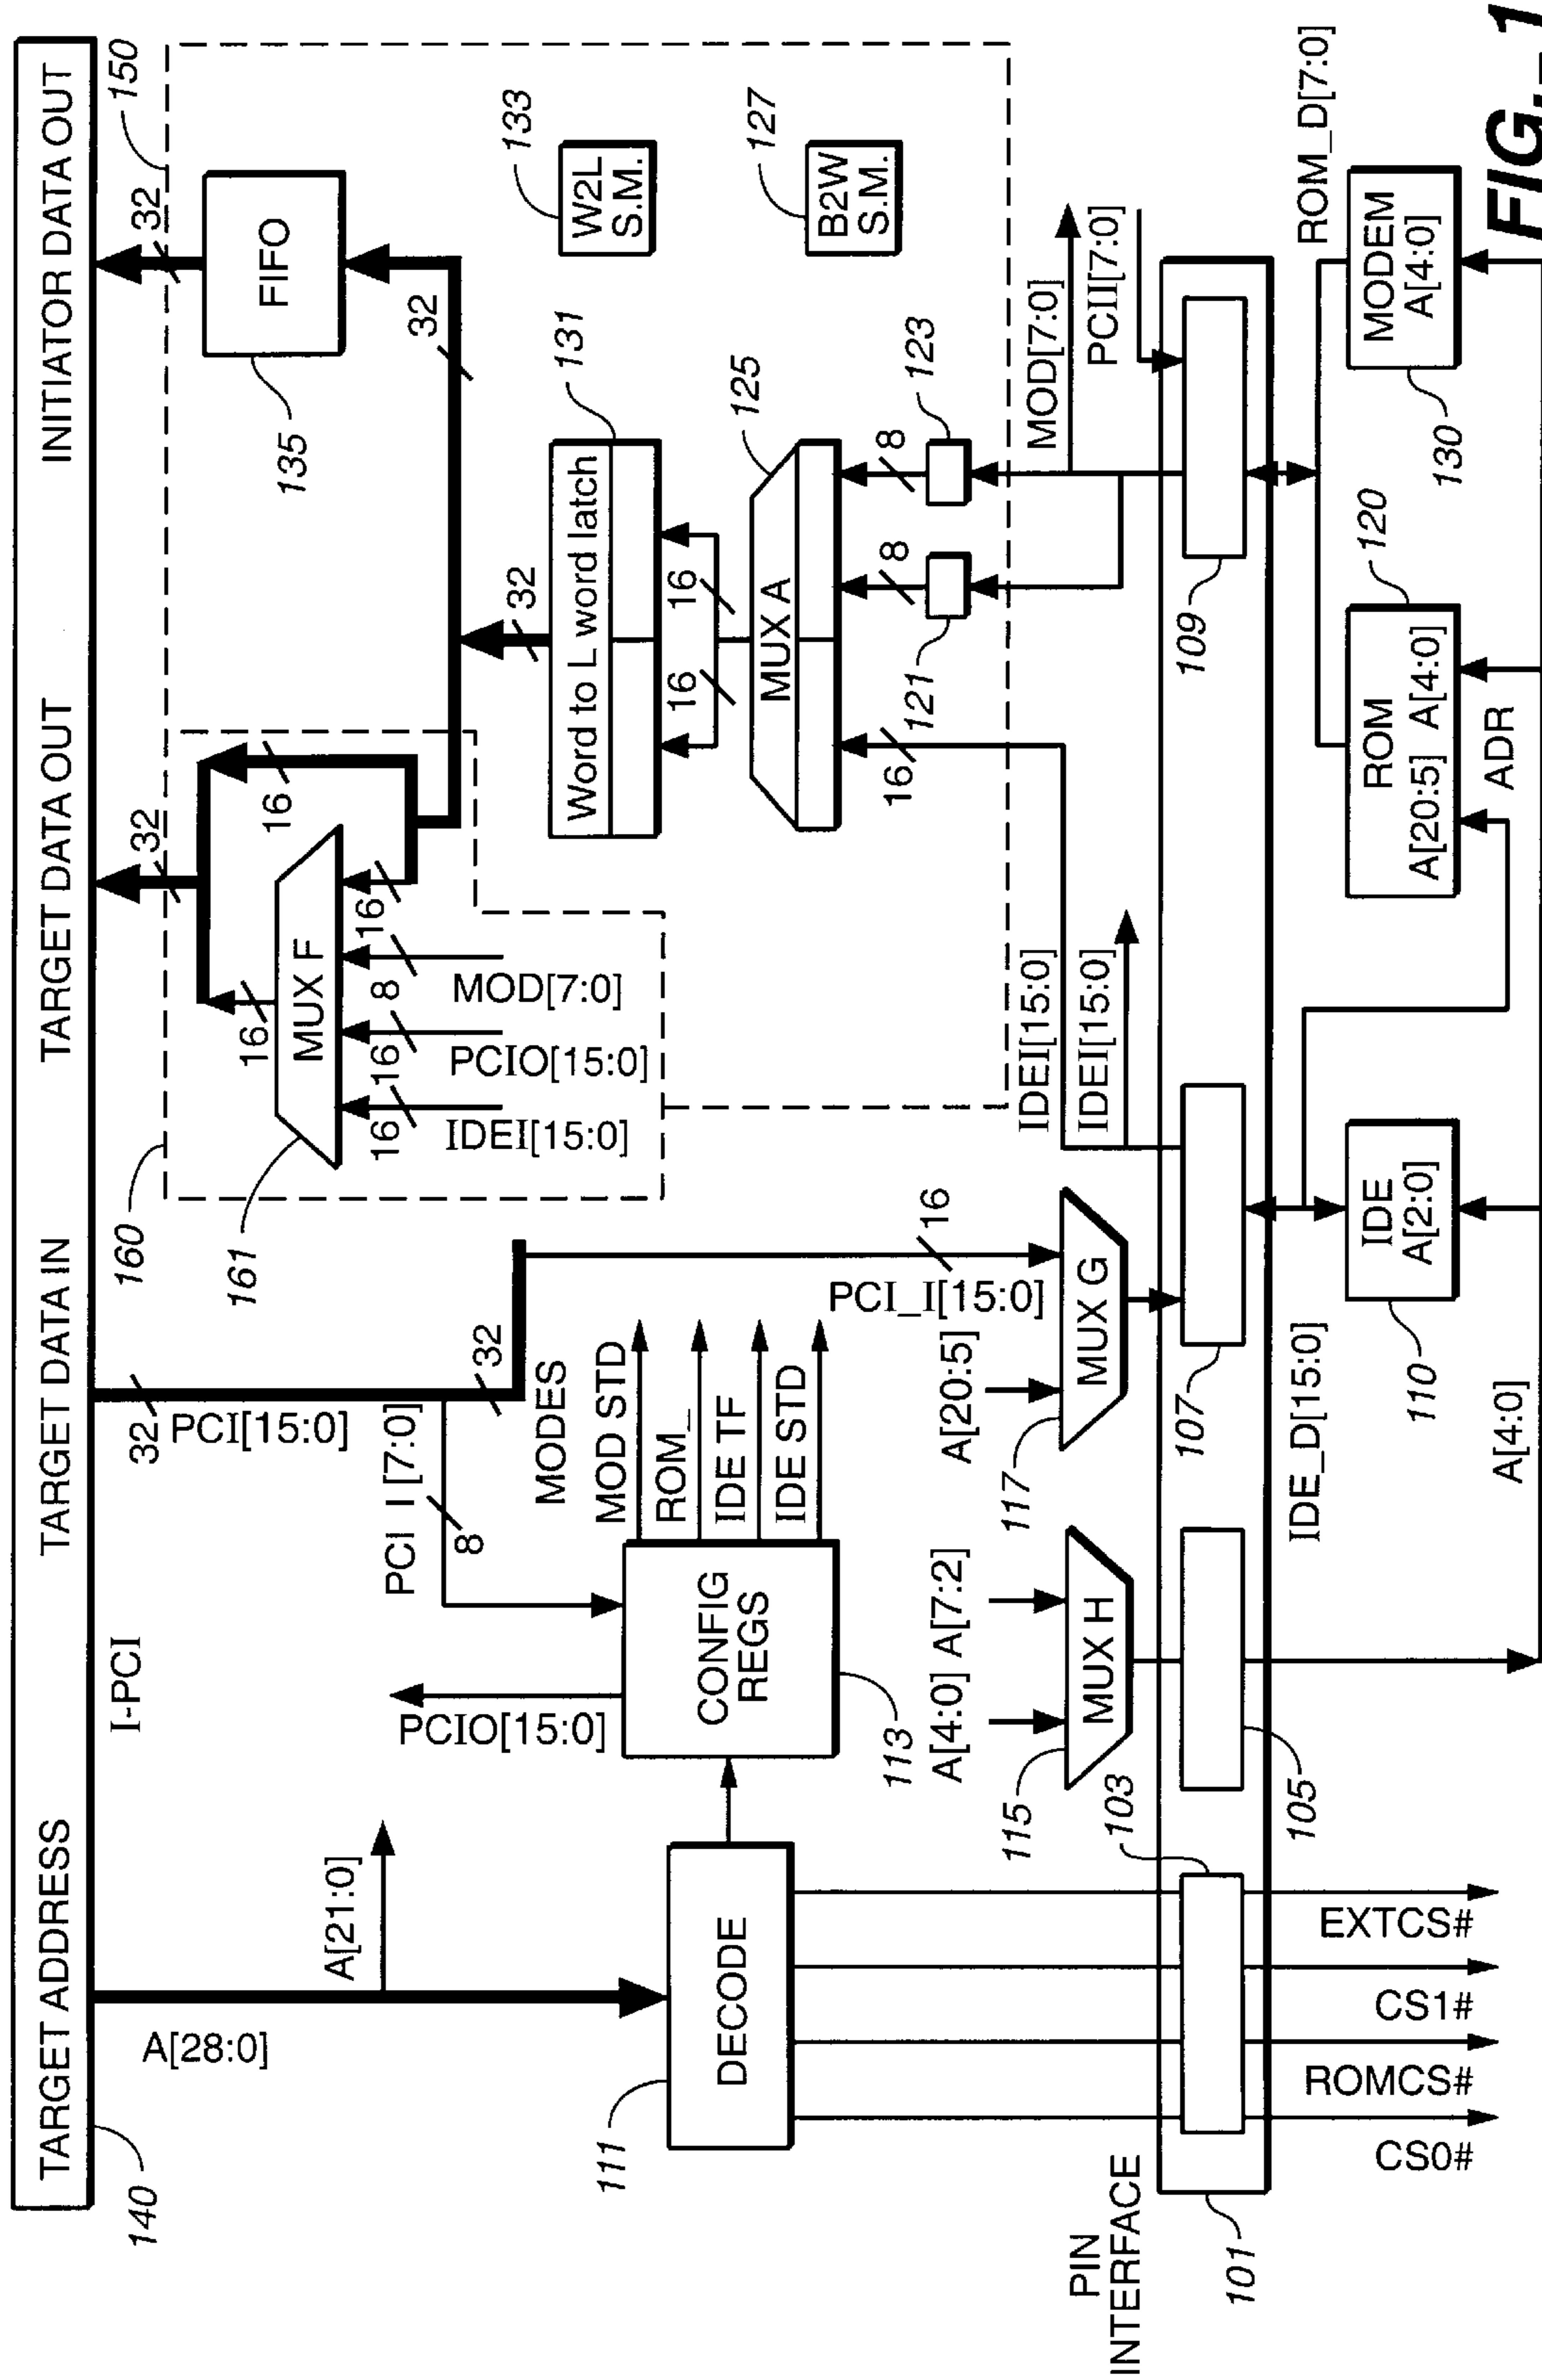 TARGET ADDRESS
TARGET DATA IN
TARGET DATA OUT
INITIATOR DATA OUT
140
I-PCI
A[28:0]
A[21:0]
32
PCI[15:0]
PCI I [7:0]
8
32
160
32
150
32
16
16
MUX F
161
16
16
8
16
IDEI[15:0]
PCIO[15:0]
MOD[7:0]
FIFO
135
32
32
111
DECODE
PCIO[15:0]
CONFIG
REGS
113
MODES
MOD STD
ROM_
IDE TF
IDE STD
Word to L word latch
131
W2L
S.M.
133
16
16
MUX A
125
B2W
S.M.
127
16
8
8
121
123
PCI_I[15:0]
16
A[4:0]
A[7:2]
MUX H
115
A[20:5]
MUX G
117
IDEI[15:0]
IDEI[15:0]
MOD[7:0]
PCII[7:0]
PIN
INTERFACE
101
103
105
107
109
CS0#
ROMCS#
CS1#
EXTCS#
IDE_D[15:0]
ROM_D[7:0]
IDE
A[2:0]
110
ROM
A[20:5] A[4:0]
120
MODEM
A[4:0]
130
A[4:0]
ADR
FIG._1